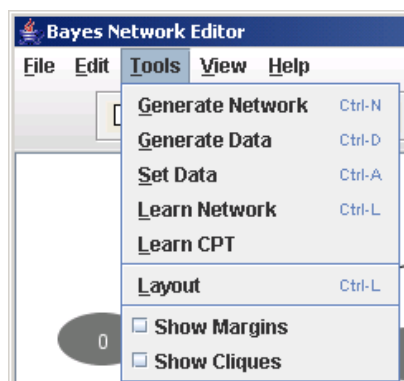 Bayes Network Editor
File Edit Tools View Help
Generate Network Ctrl-N
Generate Data Ctrl-D
Set Data Ctrl-A
Learn Network Ctrl-L
Learn CPT
Layout Ctrl-L
Show Margins
0
Show Cliques